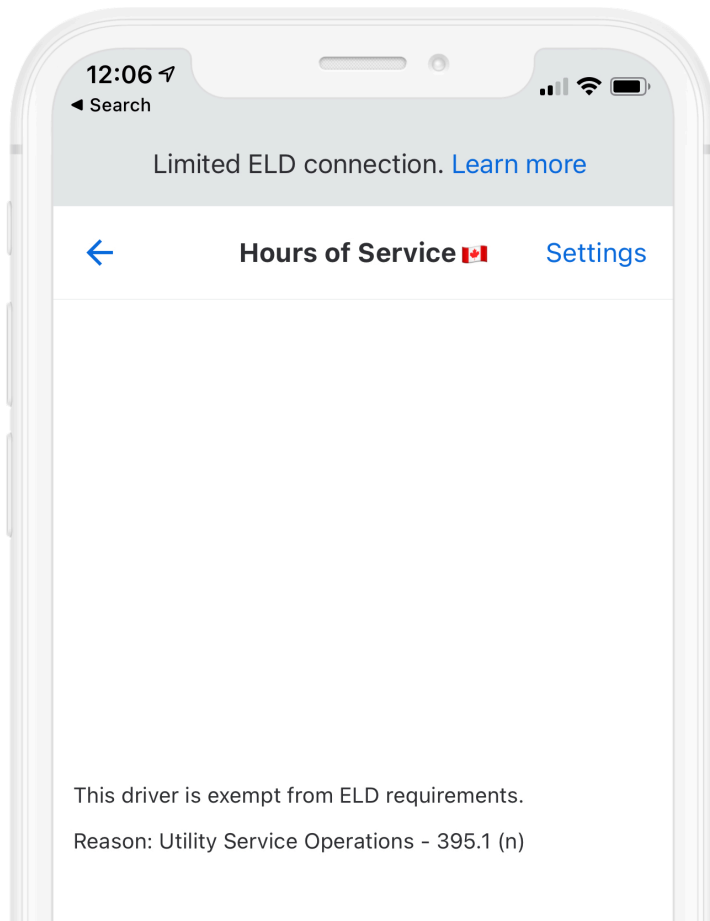 12:06
◀ Search
Limited ELD connection. Learn more
Hours of Service 🇨🇦 Settings
This driver is exempt from ELD requirements.
Reason: Utility Service Operations - 395.1 (n)